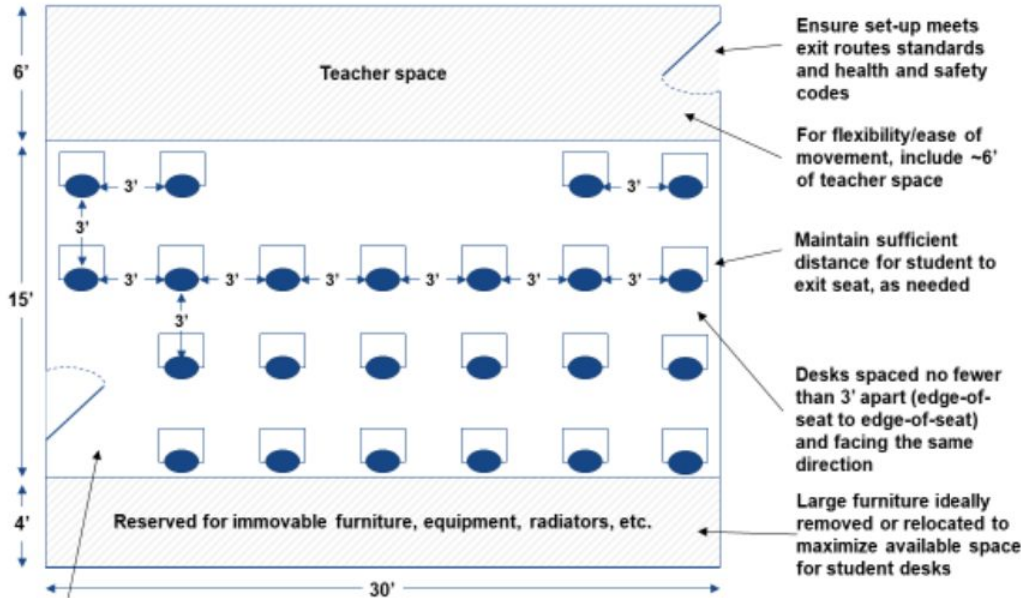 Ensure set-up meets
exit routes standards
and health and safety
codes
6’
Teacher space
For flexibility/ease of
movement, include ~6’
of teacher space
3’
3’
3’
Maintain sufficient
distance for student to
exit seat, as needed
3’
3’
3’
3’
3’
3’
15’
3’
Desks spaced no fewer
than 3’ apart (edge-of-
seat to edge-of-seat)
and facing the same
direction
4’
Reserved for immovable furniture, equipment, radiators, etc.
Large furniture ideally
removed or relocated to
maximize available space
for student desks
30’